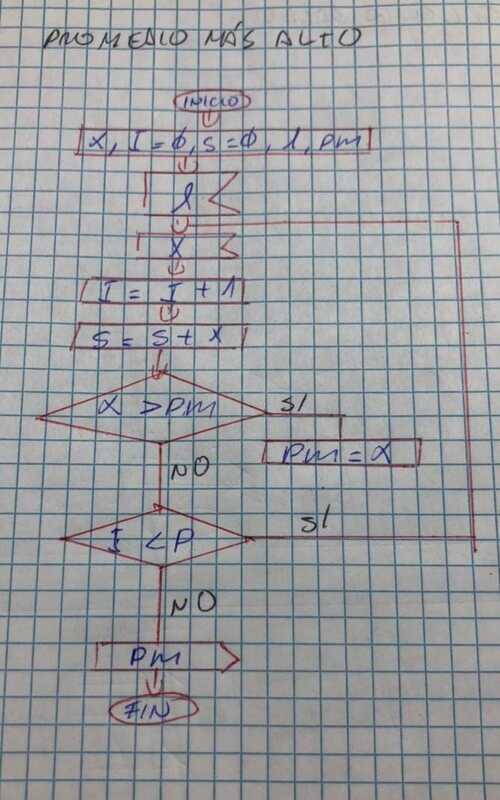 PROMEDIO MÁS ALTO
INICIO
X, I = 0, S = 0, l, PM
l
X
I = I + 1
S = S + X
X > PM
SI
PM = X
NO
I < P
SI
NO
PM
FIN